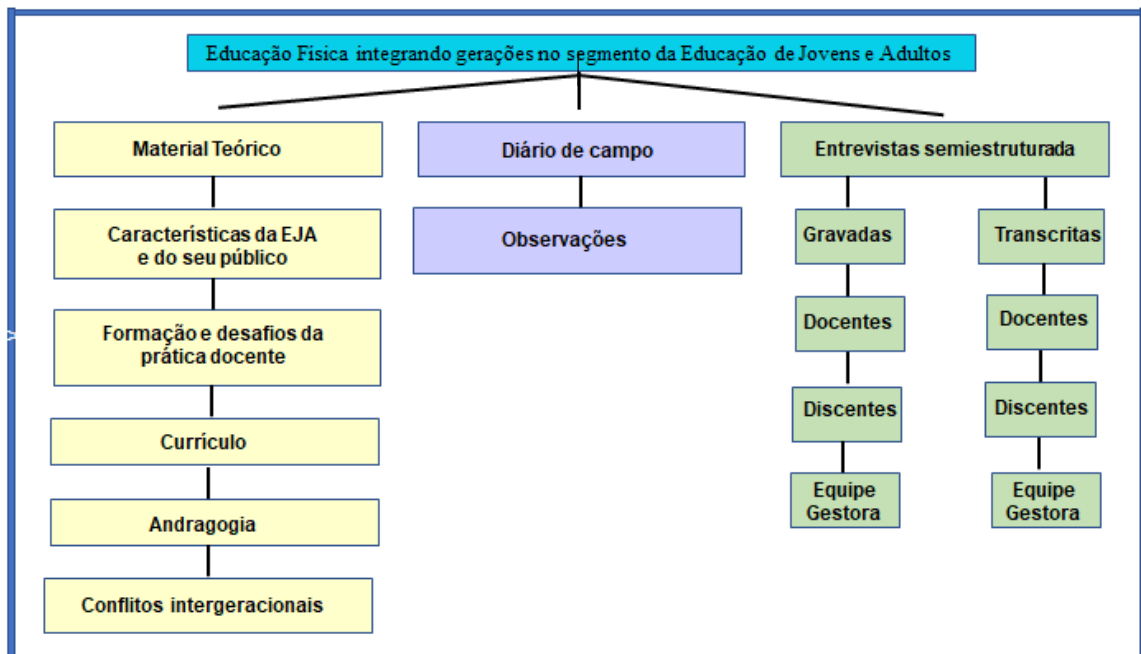 Educação Física integrando gerações no segmento da Educação de Jovens e Adultos
Material Teórico
Características da EJA
e do seu público
Formação e desafios da
prática docente
Currículo
Andragogia
Conflitos intergeracionais
Diário de campo
Observações
Entrevistas semiestruturada
Gravadas
Docentes
Discentes
Equipe
Gestora
Transcritas
Docentes
Discentes
Equipe
Gestora